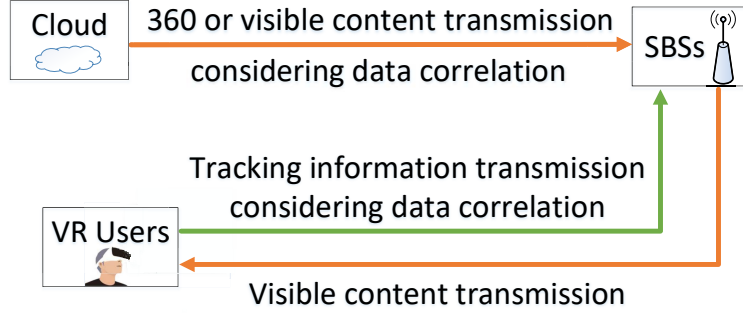 Cloud
360 or visible content transmission
considering data correlation
SBSs
Tracking information transmission
considering data correlation
VR Users
Visible content transmission